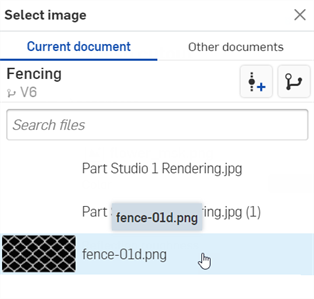 Select image
Current document
Other documents
Fencing
V6
Search files
Part Studio 1 Rendering.jpg
Part ring.jpg (1)
fence-01d.png
fence-01d.png